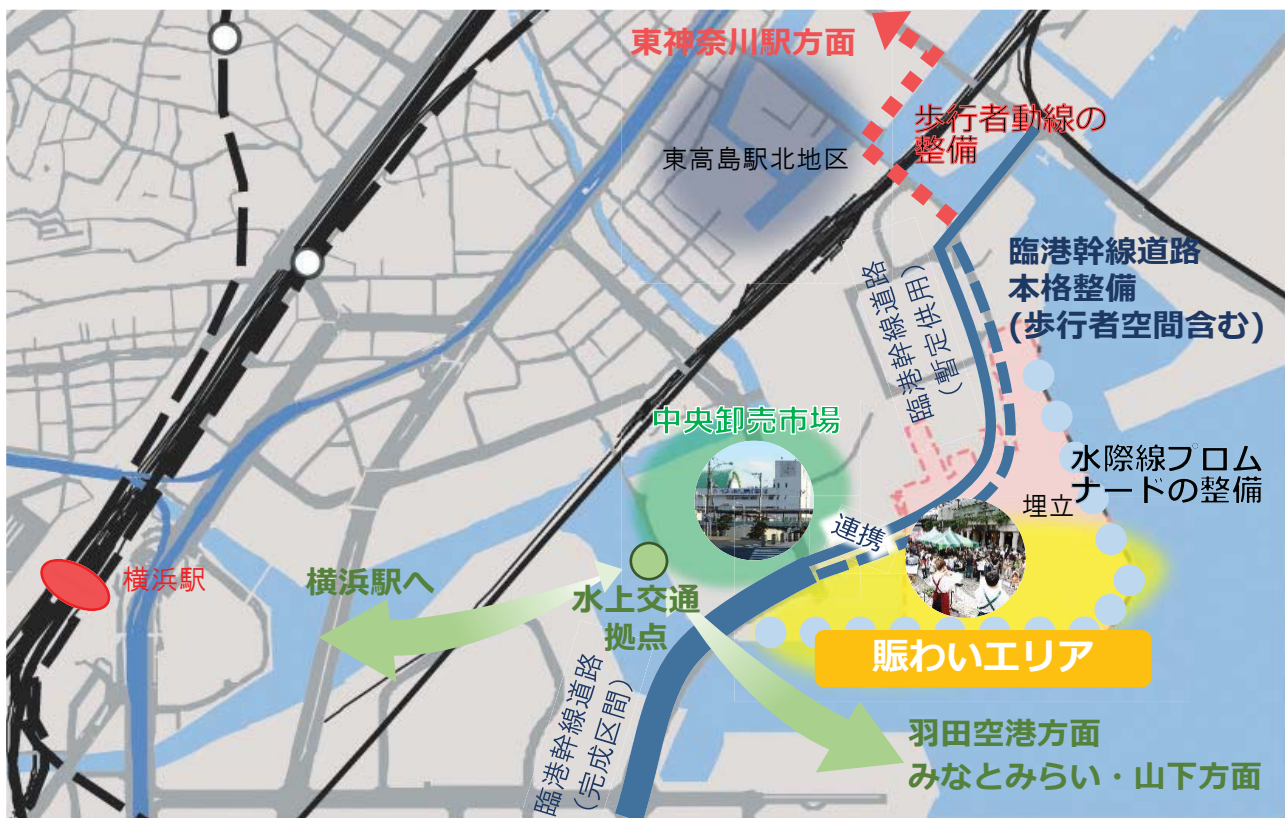 東神奈川駅方面
歩行者動線の
整備
東高島駅北地区
臨港幹線道路
本格整備
(歩行者空間含む)
臨港幹線道路
(暫定供用)
中央卸売市場
水際線プロム
ナードの整備
埋立
連携
横浜駅
横浜駅へ
水上交通
拠点
賑わいエリア
臨港幹線道路
(完成区間)
羽田空港方面
みなとみらい・山下方面